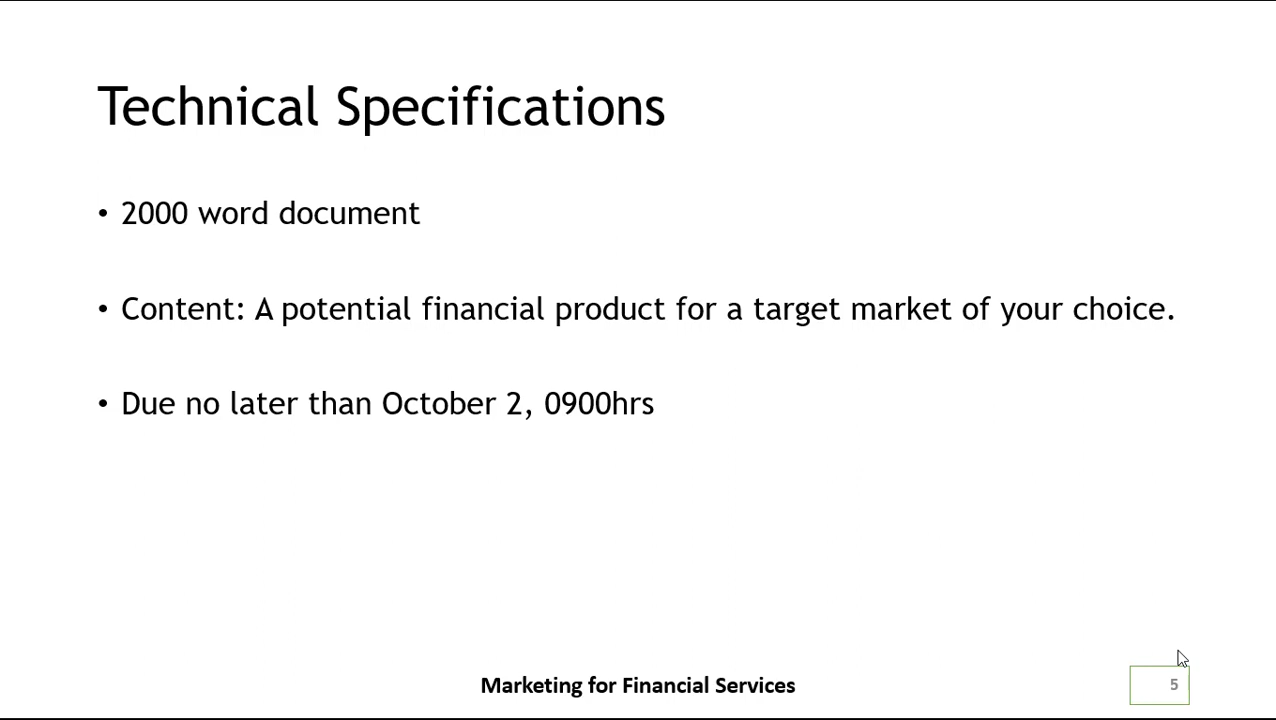 Technical Specifications
• 2000 word document
• Content: A potential financial product for a target market of your choice.
• Due no later than October 2, 0900hrs
Marketing for Financial Services
5